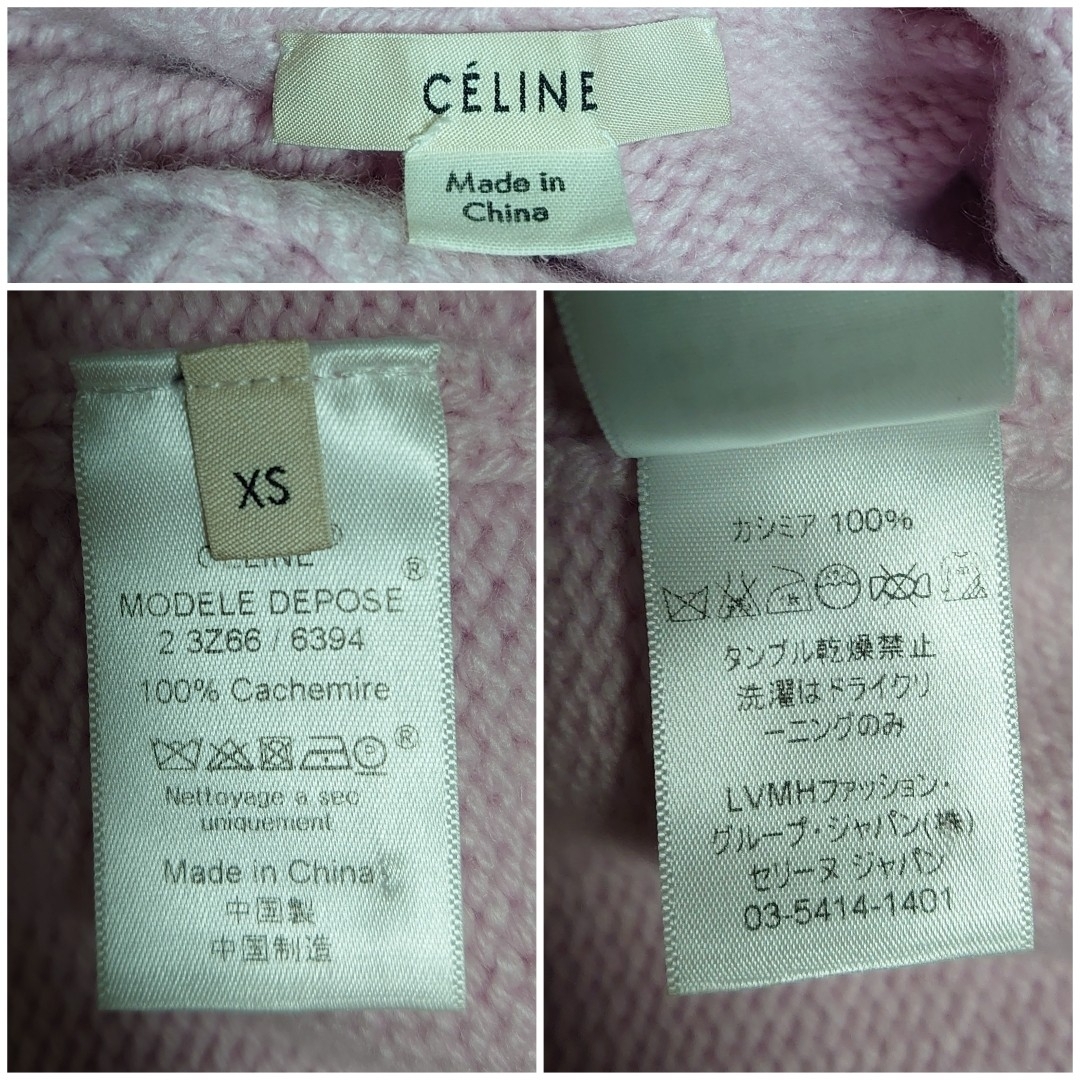 CÉLINE
Made in
China
XS
CELINE ®
MODELE DEPOSE ®
2 3Z66 / 6394
100% Cachemire
®
Nettoyage a sec
uniquement
Made in China
中国製
中国制造
カシミア 100%
タンブル乾燥禁止
洗濯はドライクリ
ーニングのみ
LVMHファッション・
グループ・ジャパン(株)
セリーヌ ジャパン
03-5414-1401